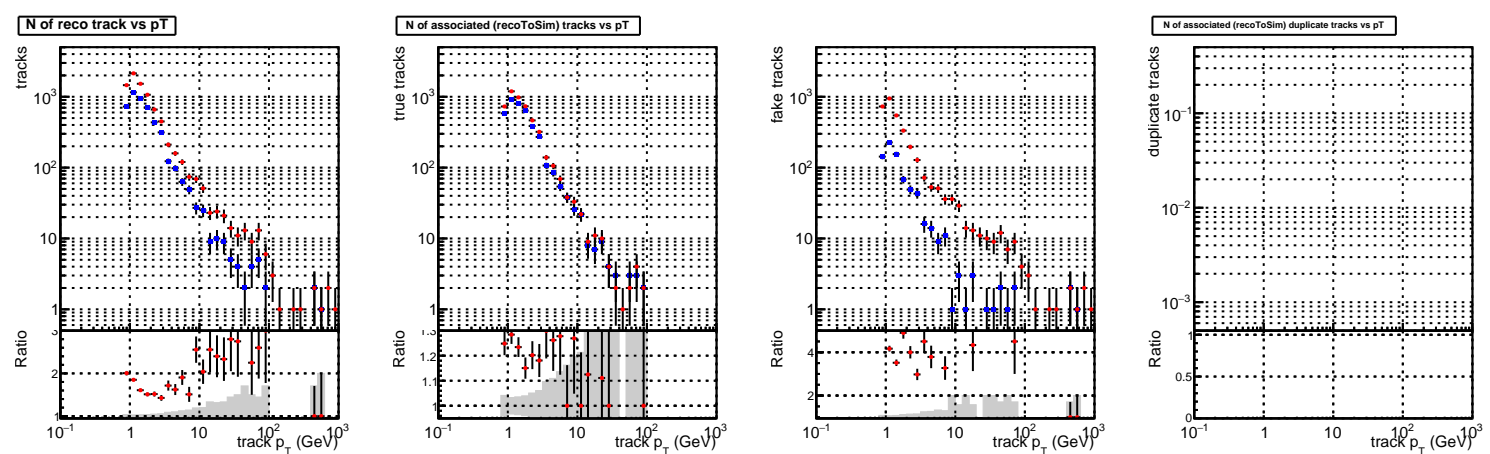 N of reco track vs pT
tracks
10³
10²
10
1
Ratio
3
2
1
10⁻¹ 1 10 10² 10³
track p_T (GeV)
N of associated (recoToSim) tracks vs pT
true tracks
10³
10²
10
1
Ratio
1.3
1.2
1.1
1
10⁻¹ 1 10 10² 10³
track p_T (GeV)
fake tracks
10³
10²
10
1
Ratio
4
2
10⁻¹ 1 10 10² 10³
track p_T (GeV)
N of associated (recoToSim) duplicate tracks vs pT
duplicate tracks
10⁻¹
10⁻²
10⁻³
Ratio
1
0.5
0
10⁻¹ 1 10 10² 10³
track p_T (GeV)